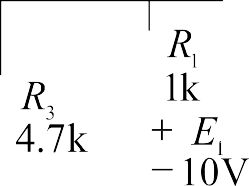 R₁
1k
R₃
4.7k
+ E₁
− 10V